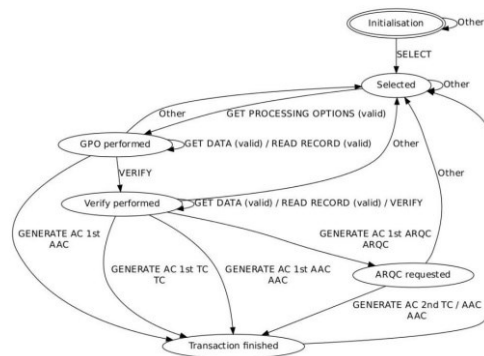 Initialisation
Other
SELECT
Selected
Other
Other
GET PROCESSING OPTIONS (valid)
GPO performed
GET DATA (valid) / READ RECORD (valid)
Other
VERIFY
Other
Verify performed
GET DATA (valid) / READ RECORD (valid) / VERIFY
GENERATE AC 1st
AAC
GENERATE AC 1st TC
TC
GENERATE AC 1st AAC
AAC
GENERATE AC 1st ARQC
ARQC
ARQC requested
GENERATE AC 2nd TC / AAC
AAC
All
Transaction finished